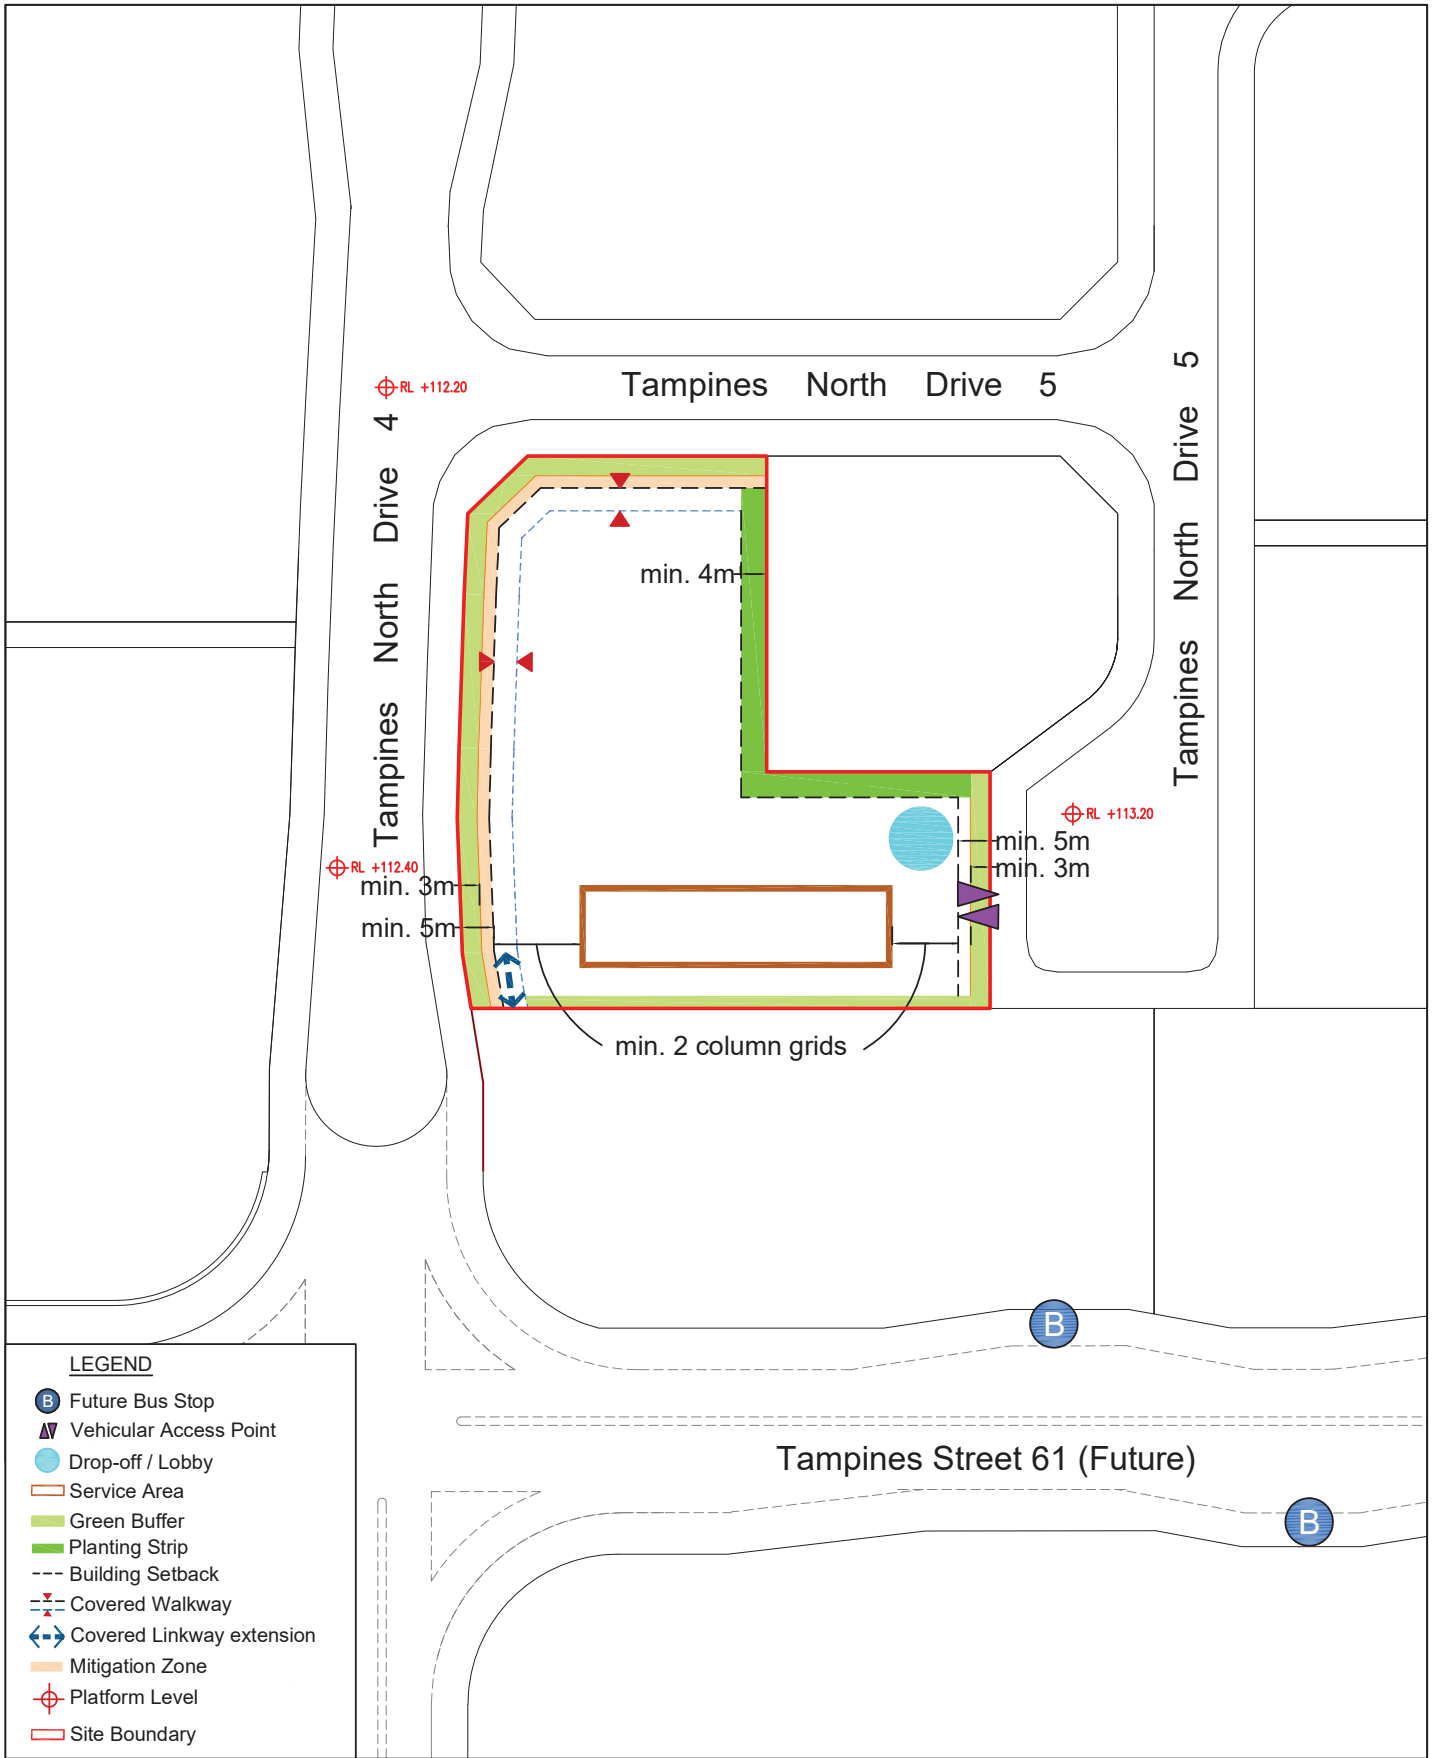 Tampines North Drive 5
RL +112.20
Tampines North Drive 4
Tampines North Drive 5
min. 4m
RL +113.20
min. 5m
min. 3m
RL +112.40
min. 3m
min. 5m
min. 2 column grids
B
Tampines Street 61 (Future)
B
LEGEND
B Future Bus Stop
Vehicular Access Point
Drop-off / Lobby
Service Area
Green Buffer
Planting Strip
Building Setback
Covered Walkway
Covered Linkway extension
Mitigation Zone
Platform Level
Site Boundary